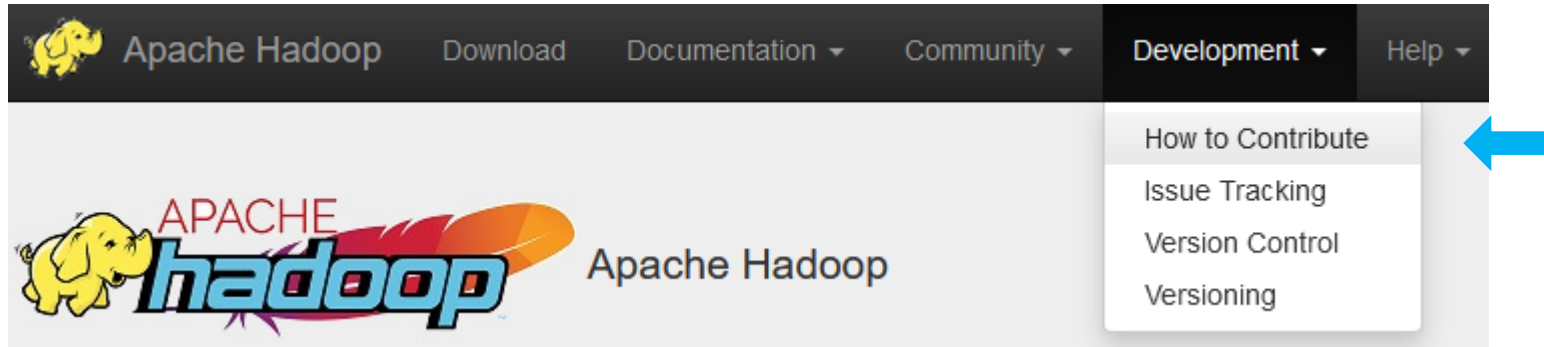 Apache Hadoop Download Documentation Community Development Help
How to Contribute
Issue Tracking
Version Control
Versioning
APACHE
hadoop
Apache Hadoop